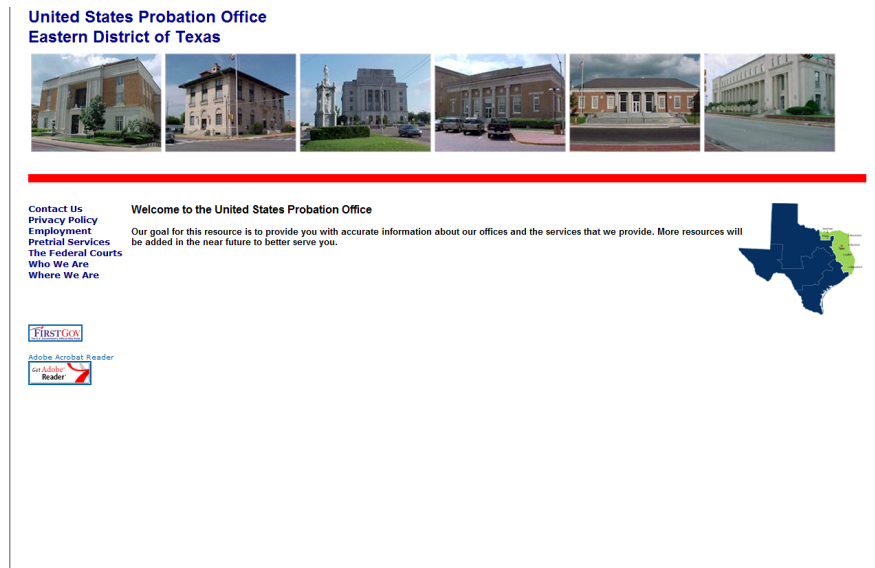 United States Probation Office
Eastern District of Texas
Contact Us
Privacy Policy
Employment
Pretrial Services
The Federal Courts
Who We Are
Where We Are
Welcome to the United States Probation Office
Our goal for this resource is to provide you with accurate information about our offices and the services that we provide. More resources will
be added in the near future to better serve you.
FIRSTGOV
Adobe Acrobat Reader
Get Adobe
Reader